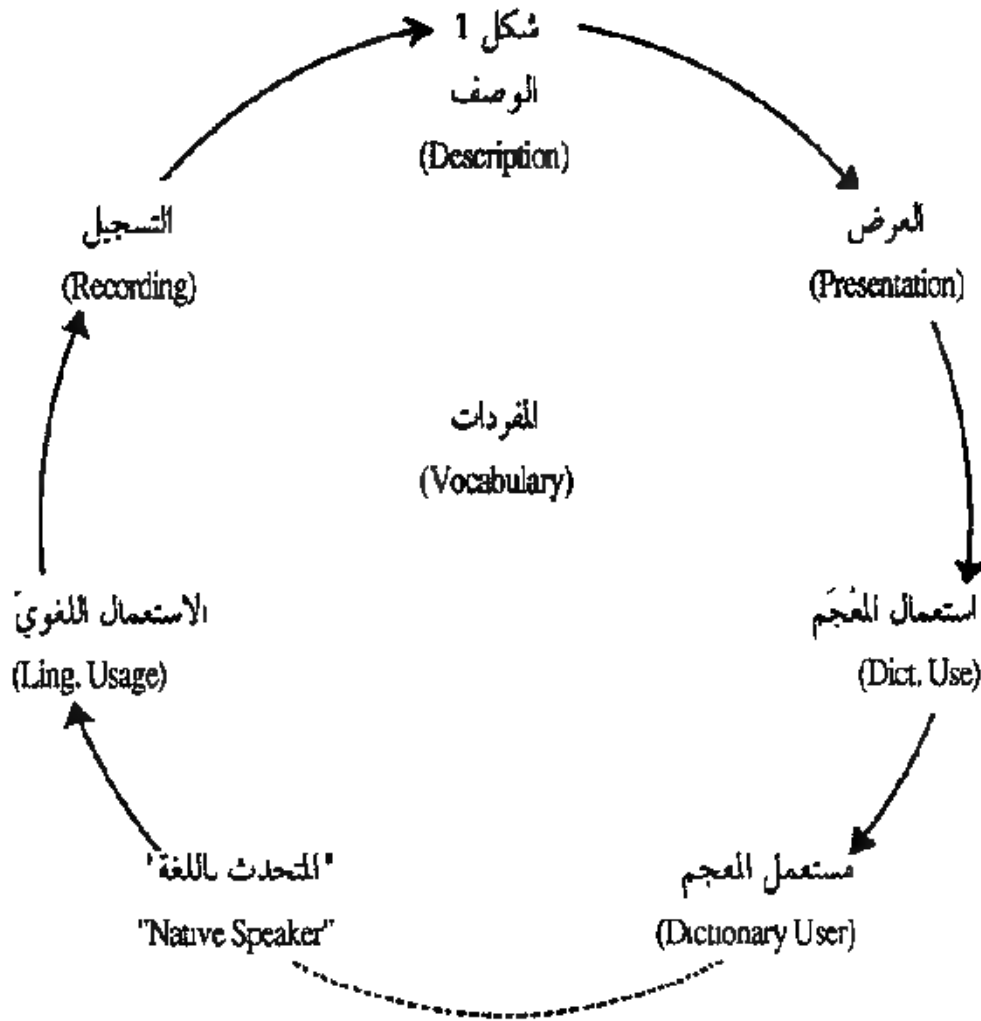 شكل 1
الوصف
(Description)
التسجيل
(Recording)
العرض
(Presentation)
المفردات
(Vocabulary)
الاستعمال اللغويّ
(Ling. Usage)
استعمال المُعْجَم
(Dict. Use)
"المتحدث باللغة"
"Native Speaker"
مستعمل المعجم
(Dictionary User)